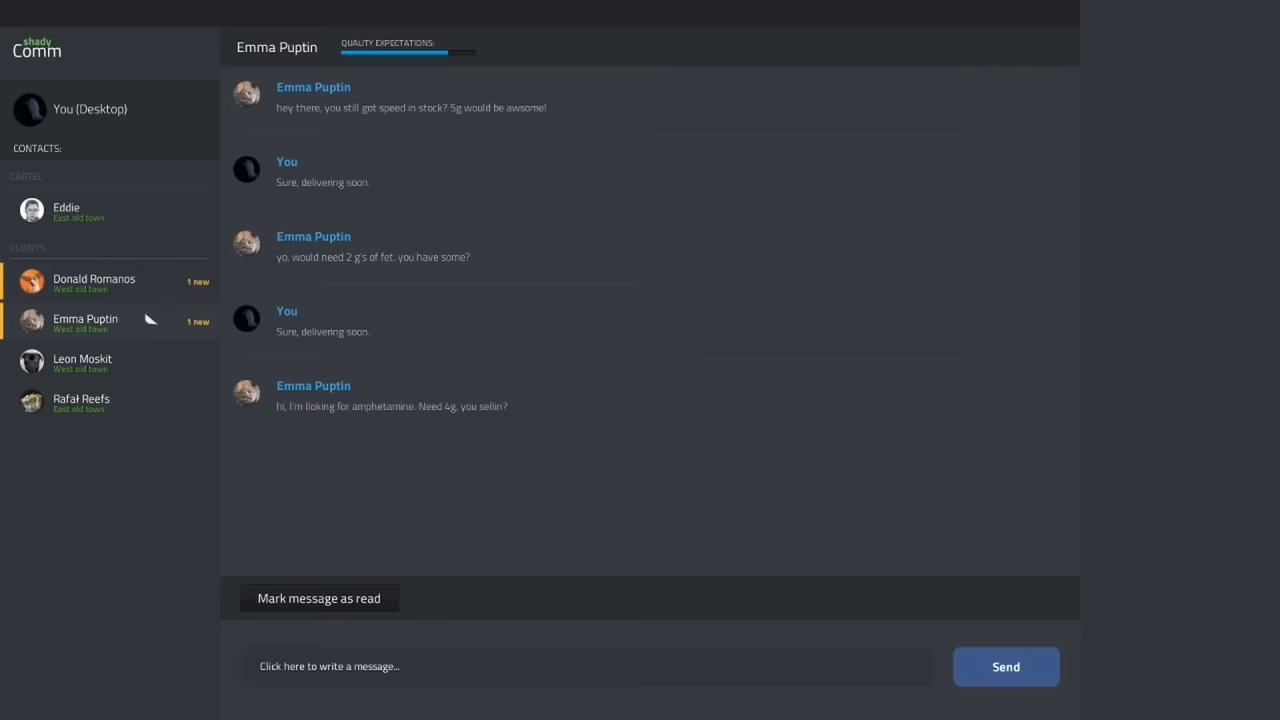 shady
Comm
You (Desktop)
CONTACTS:
CARTEL
Eddie
East old town
CLIENTS
Donald Romanos
West old town
1 new
Emma Puptin
West old town
1 new
Leon Moskit
West old town
Rafał Reefs
East old town
Emma Puptin
QUALITY EXPECTATIONS:
Emma Puptin
hey there, you still got speed in stock? 5g would be awsome!
You
Sure, delivering soon.
Emma Puptin
yo. would need 2 g's of fet. you have some?
You
Sure, delivering soon.
Emma Puptin
hi, I'm lloking for amphetamine. Need 4g, you sellin?
Mark message as read
Click here to write a message...
Send